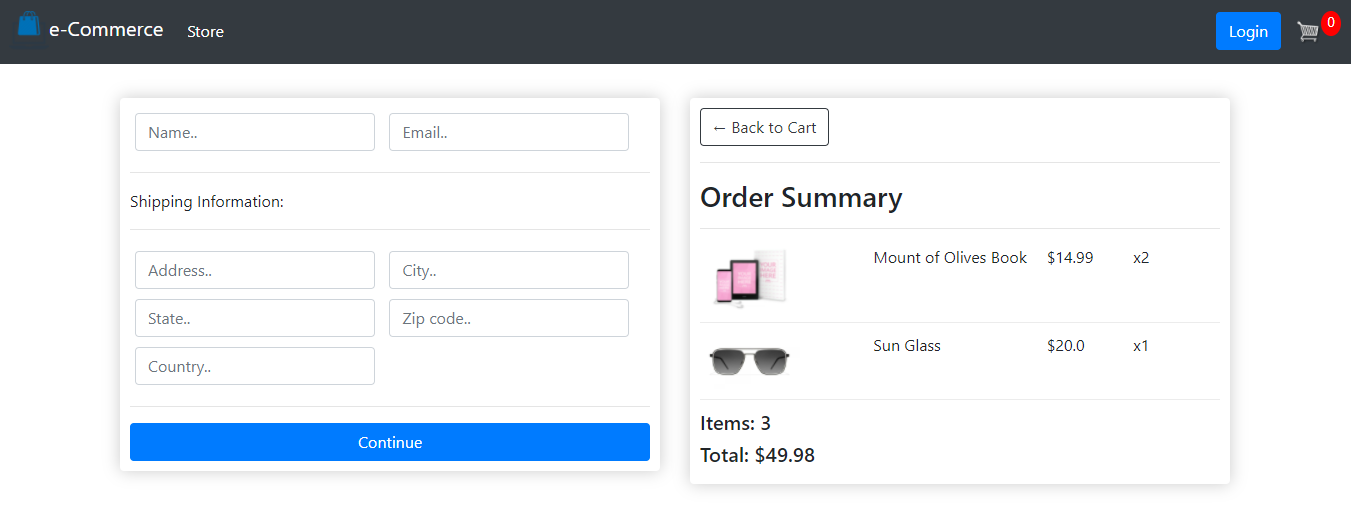 e-Commerce Store Login 0
Name.. Email..
Shipping Information:
Address.. City..
State.. Zip code..
Country..
Continue
← Back to Cart
Order Summary
Mount of Olives Book $14.99 x2
Sun Glass $20.0 x1
Items: 3
Total: $49.98